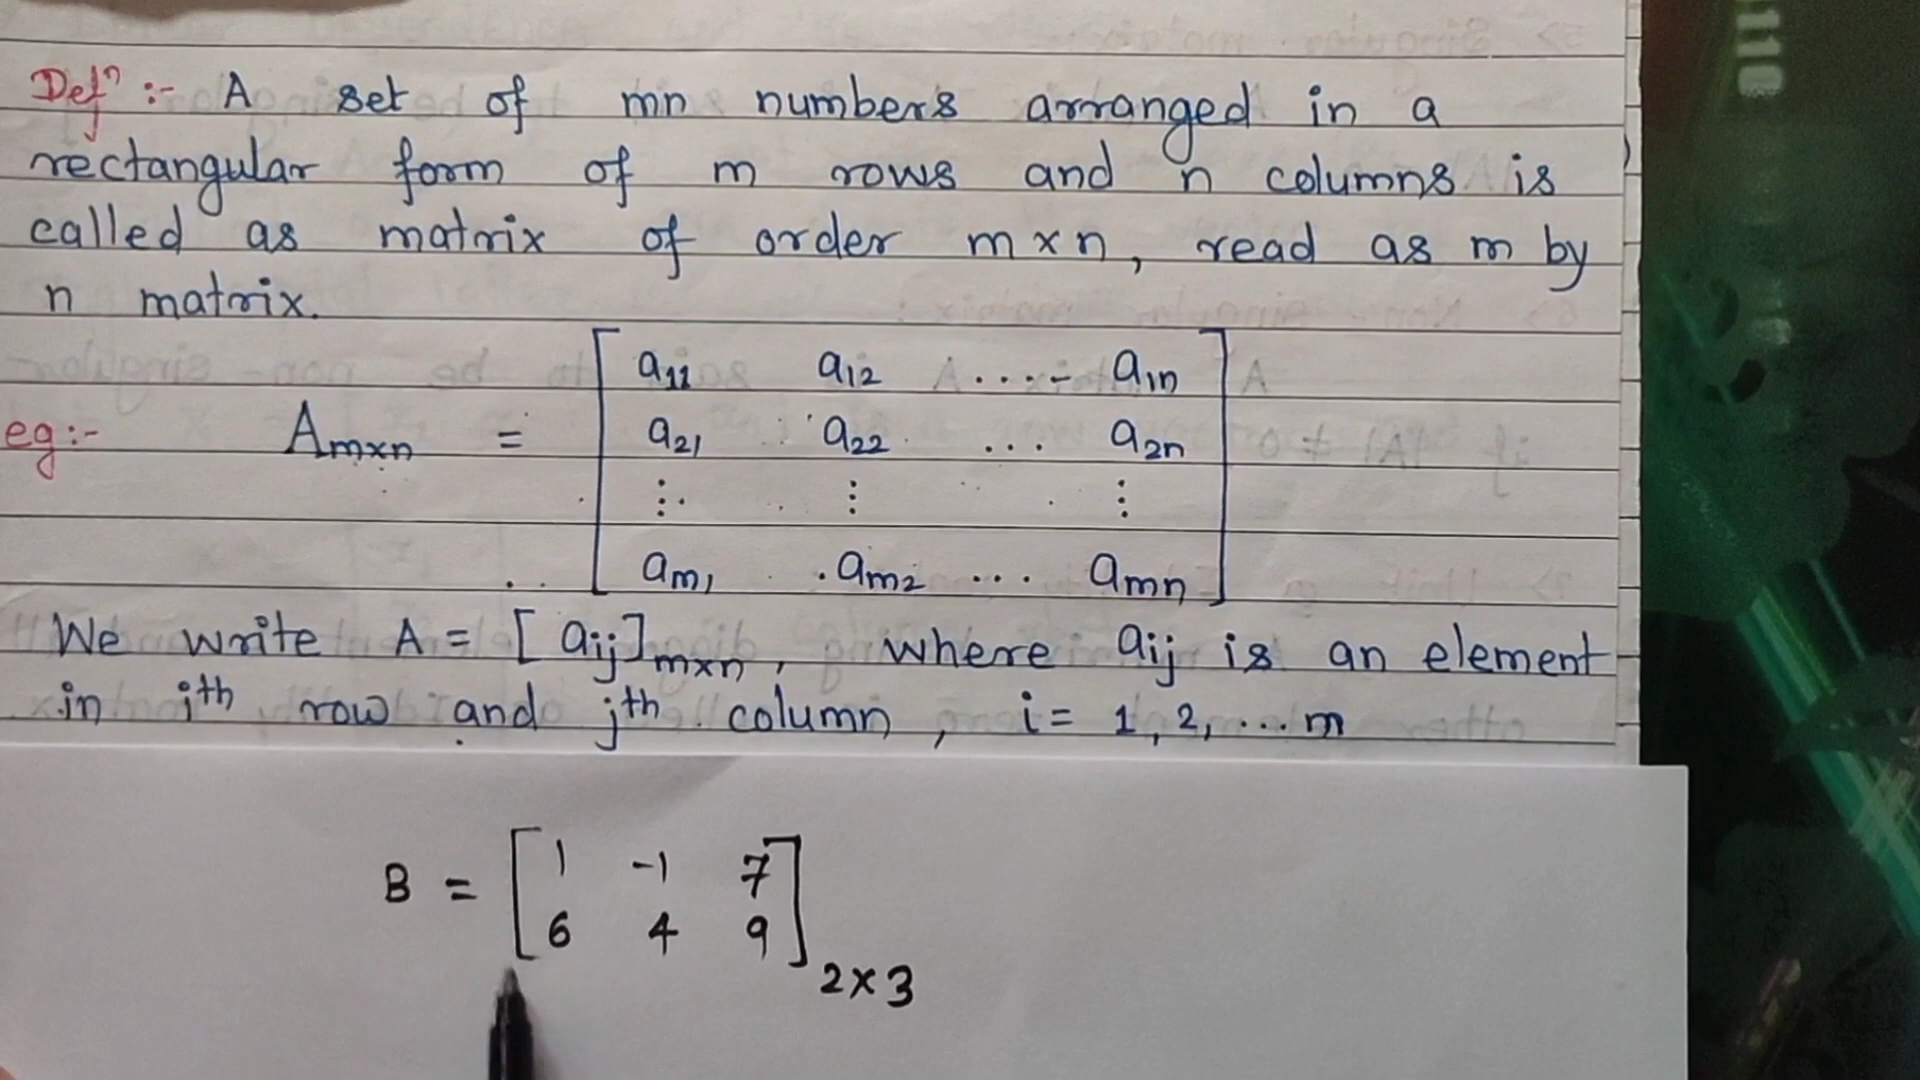 Defⁿ :- A set of mn numbers arranged in a
rectangular form of m rows and n columns is
called as matrix of order m×n, read as m by
n matrix.
a₁₁ a₁₂ ..... a₁ₙ
eg:- Aₘₓₙ = a₂₁ a₂₂ ... a₂ₙ
⋮ ⋮ ⋮
aₘ₁ aₘ₂ ... aₘₙ
We write A = [aᵢⱼ]ₘₓₙ, where aᵢⱼ is an element
in iᵗʰ row and jᵗʰ column, i = 1, 2, ... m
B = [1 -1 7
6 4 9]
2×3